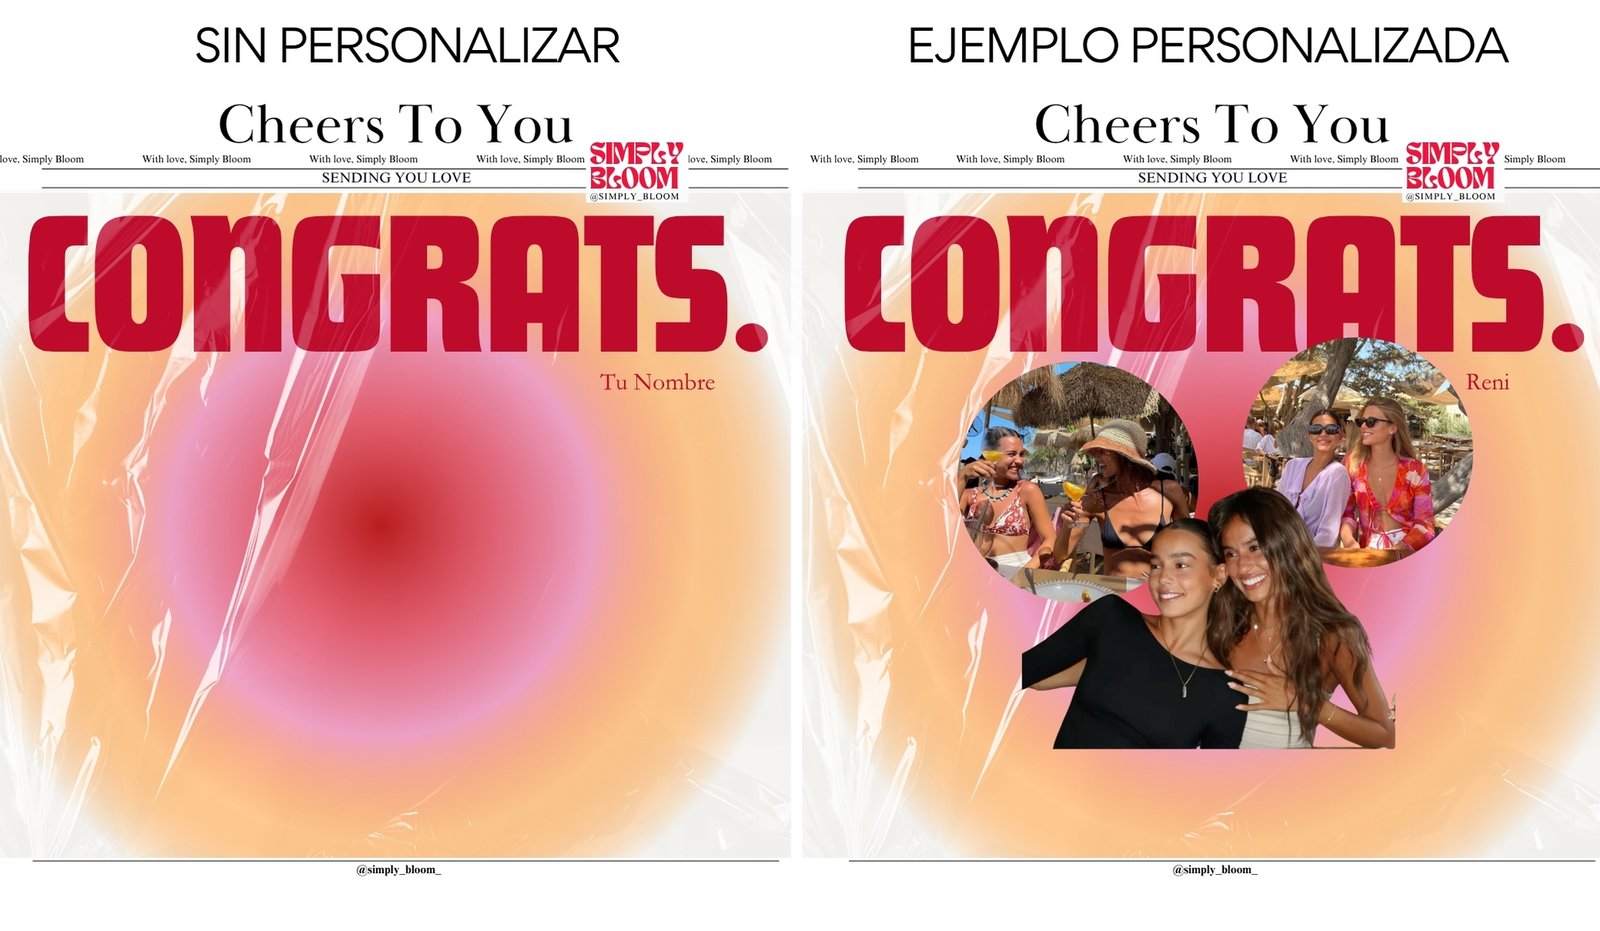 SIN PERSONALIZAR
Cheers To You
love, Simply Bloom With love, Simply Bloom With love, Simply Bloom With love, Simply Bloom love, Simply Bloom
SENDING YOU LOVE
SIMPLY
BLOOM
@SIMPLY_BLOOM
CONGRATS.
Tu Nombre
@simply_bloom_
EJEMPLO PERSONALIZADA
Cheers To You
With love, Simply Bloom With love, Simply Bloom With love, Simply Bloom With love, Simply Bloom Simply Bloom
SENDING YOU LOVE
SIMPLY
BLOOM
@SIMPLY_BLOOM
CONGRATS.
Reni
@simply_bloom_